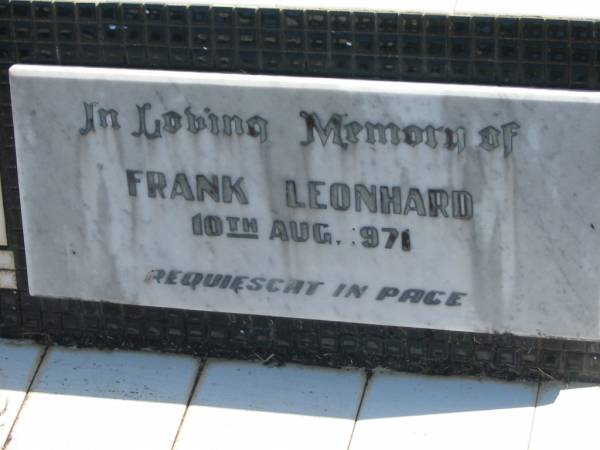 In Loving Memory of
FRANK LEONHARD
10TH AUG. 1971
REQUIESCAT IN PACE